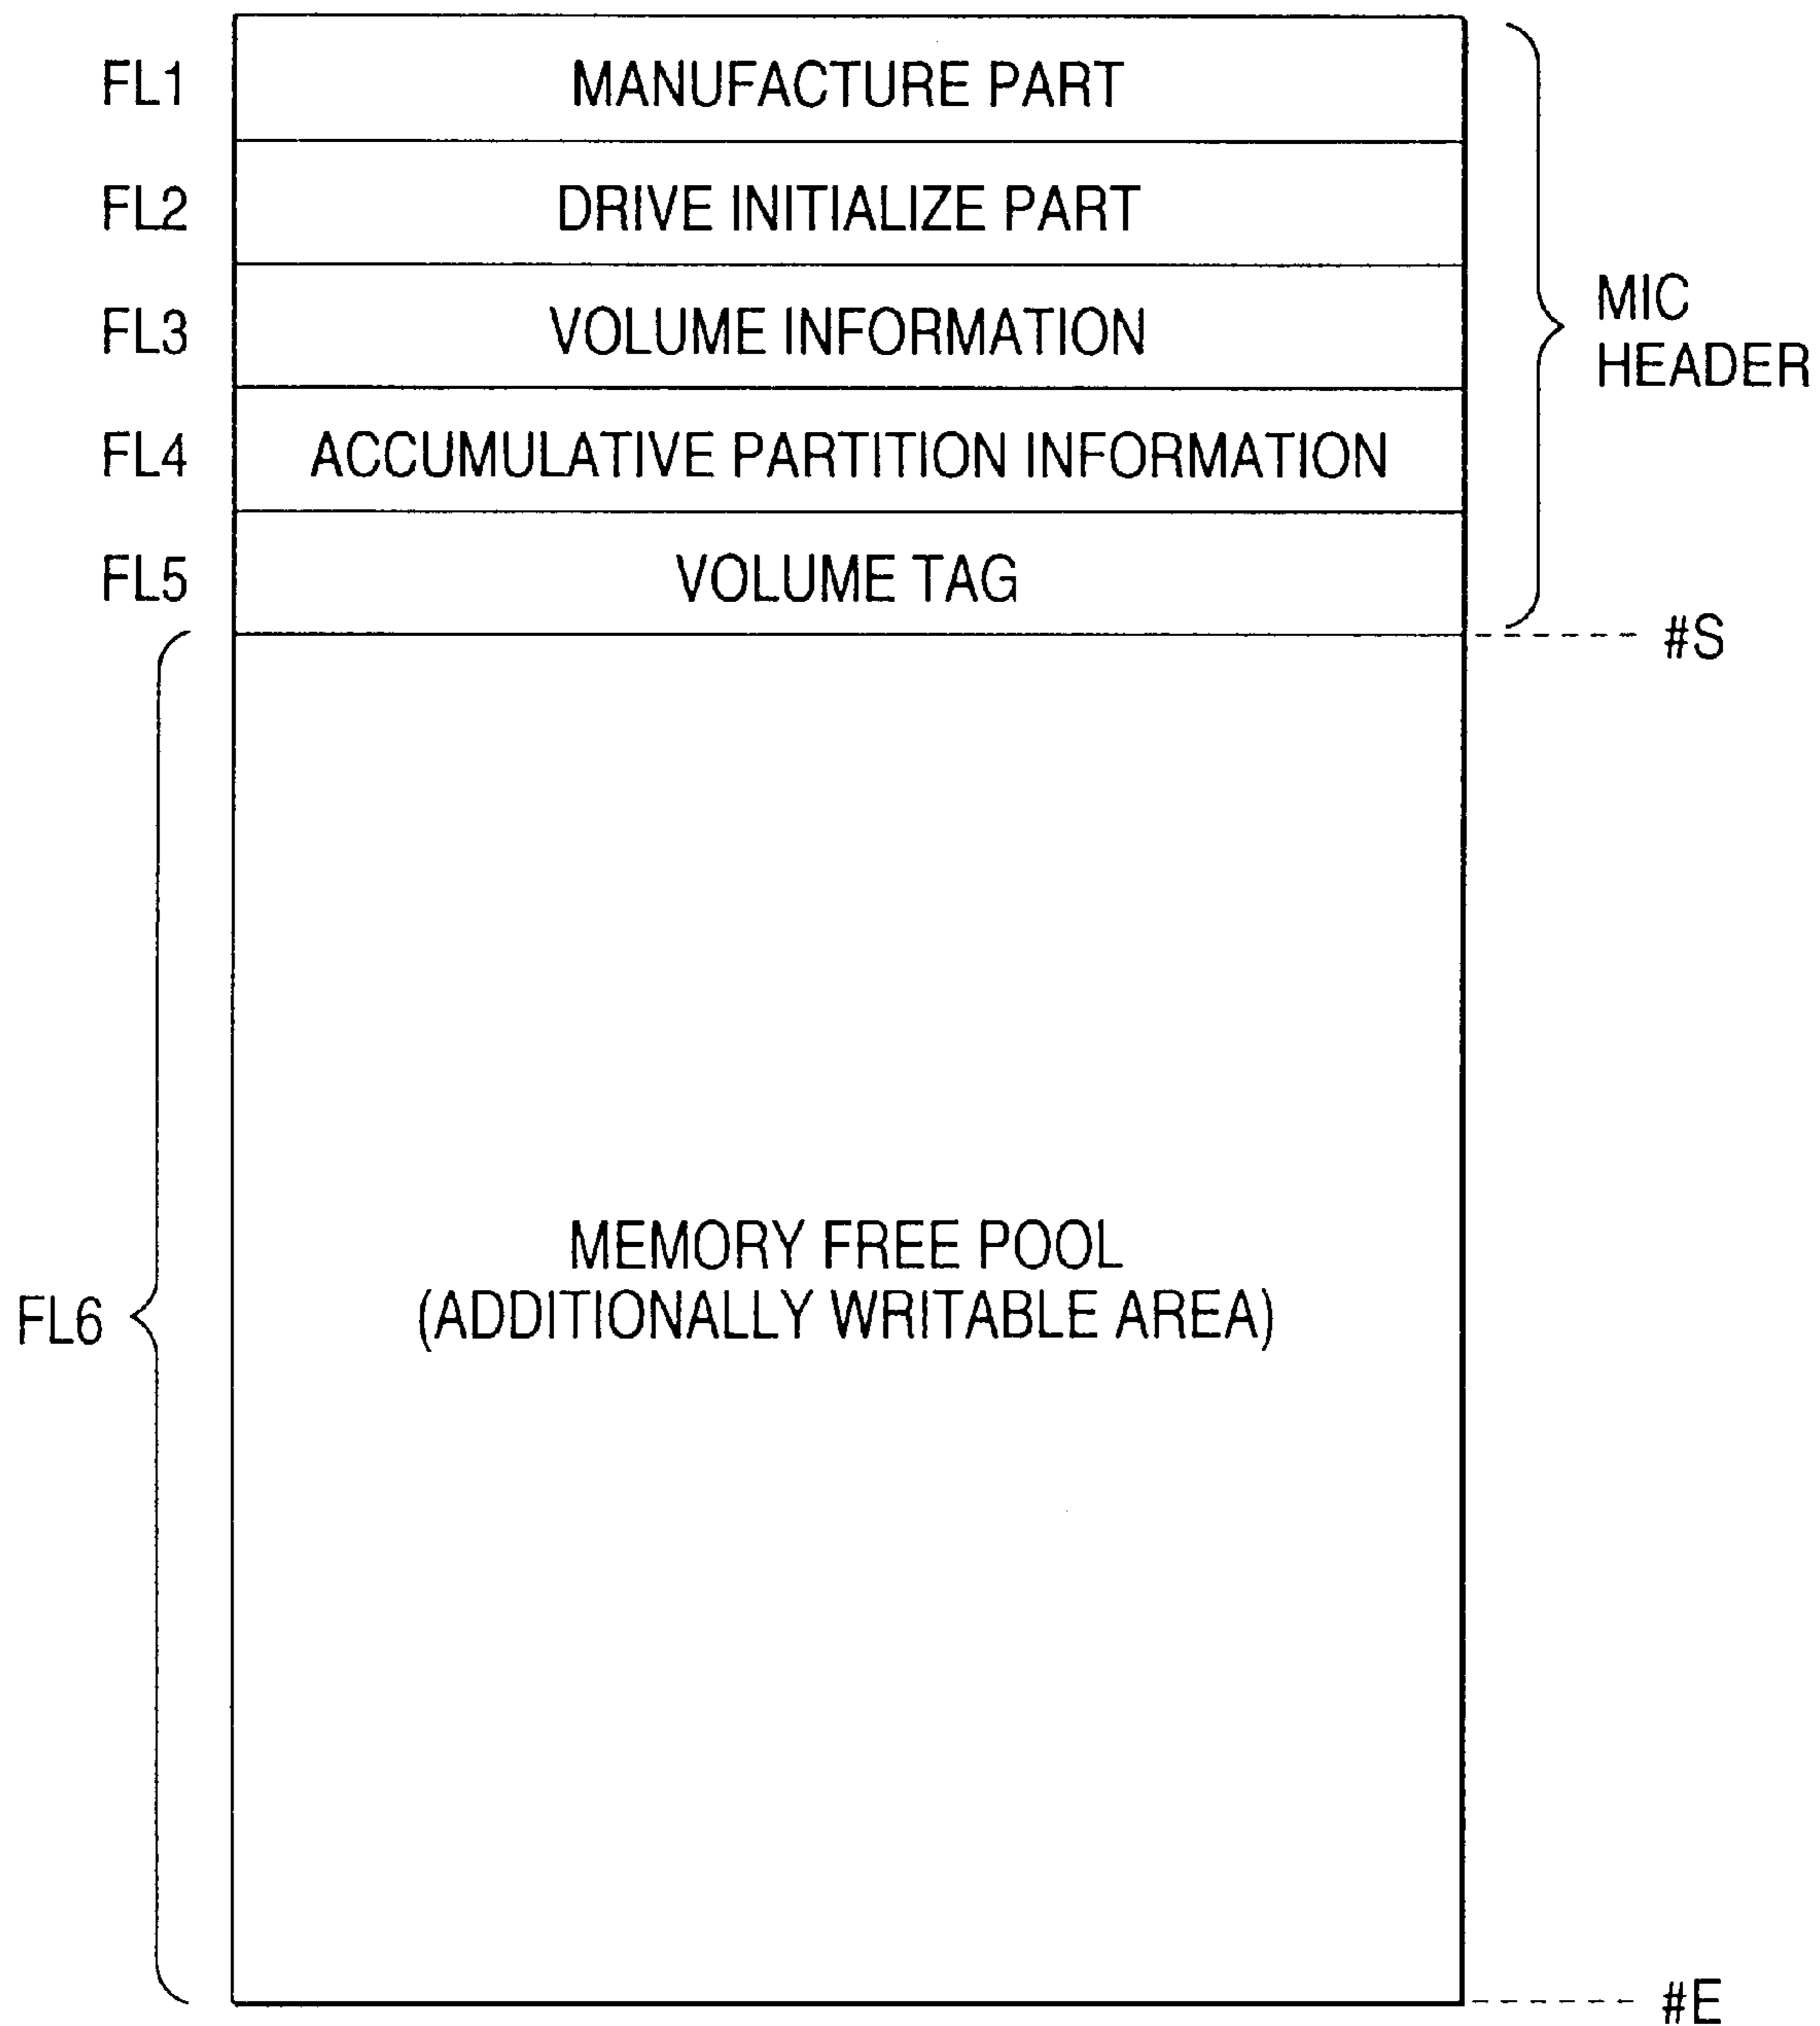 FL1
MANUFACTURE PART
FL2
DRIVE INITIALIZE PART
FL3
VOLUME INFORMATION
MIC
HEADER
FL4
ACCUMULATIVE PARTITION INFORMATION
FL5
VOLUME TAG
#S
FL6
MEMORY FREE POOL
(ADDITIONALLY WRITABLE AREA)
#E